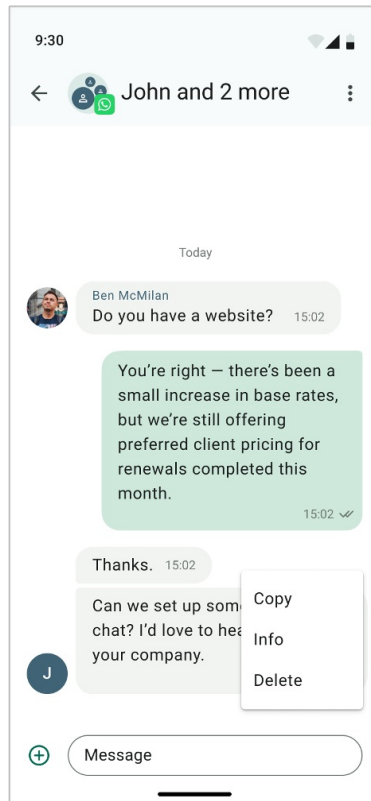 9:30
John and 2 more
Today
Ben McMilan
Do you have a website? 15:02
You're right — there's been a
small increase in base rates,
but we're still offering
preferred client pricing for
renewals completed this
month.
15:02
Thanks. 15:02
Can we set up
chat? I'd love to
your company.
J
Copy
Info
Delete
Message